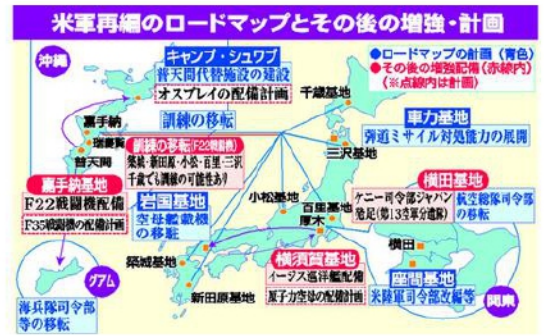 米軍再編のロードマップとその後の増強・計画
沖縄
キャンプ・シュワブ
普天間代替施設の建設
オスプレイの配備計画
●ロードマップの計画（青色）
●その後の増強配備（赤線内）
（※点線内は計画）
嘉手納
瑞慶覧
普天間
訓練の移転
訓練の移転(F22戦闘機)
築城・新田原・小松・百里・三沢
千歳でも訓練の可能性あり
千歳基地
車力基地
弾道ミサイル対処能力の展開
三沢基地
嘉手納基地
F22戦闘機配備
F35戦闘機の配備計画
岩国基地
空母艦載機
の移駐
小松基地
百里基地
厚木
横田基地
ケニー司令部ジャパン
発足(第13空軍分遣隊)
航空総隊司令部
の移転
横田
グアム
海兵隊司令部
等の移転
築城基地
新田原基地
横須賀基地
イージス巡洋艦配備
原子力空母の配備計画
座間基地
米陸軍司令部改編等
関東